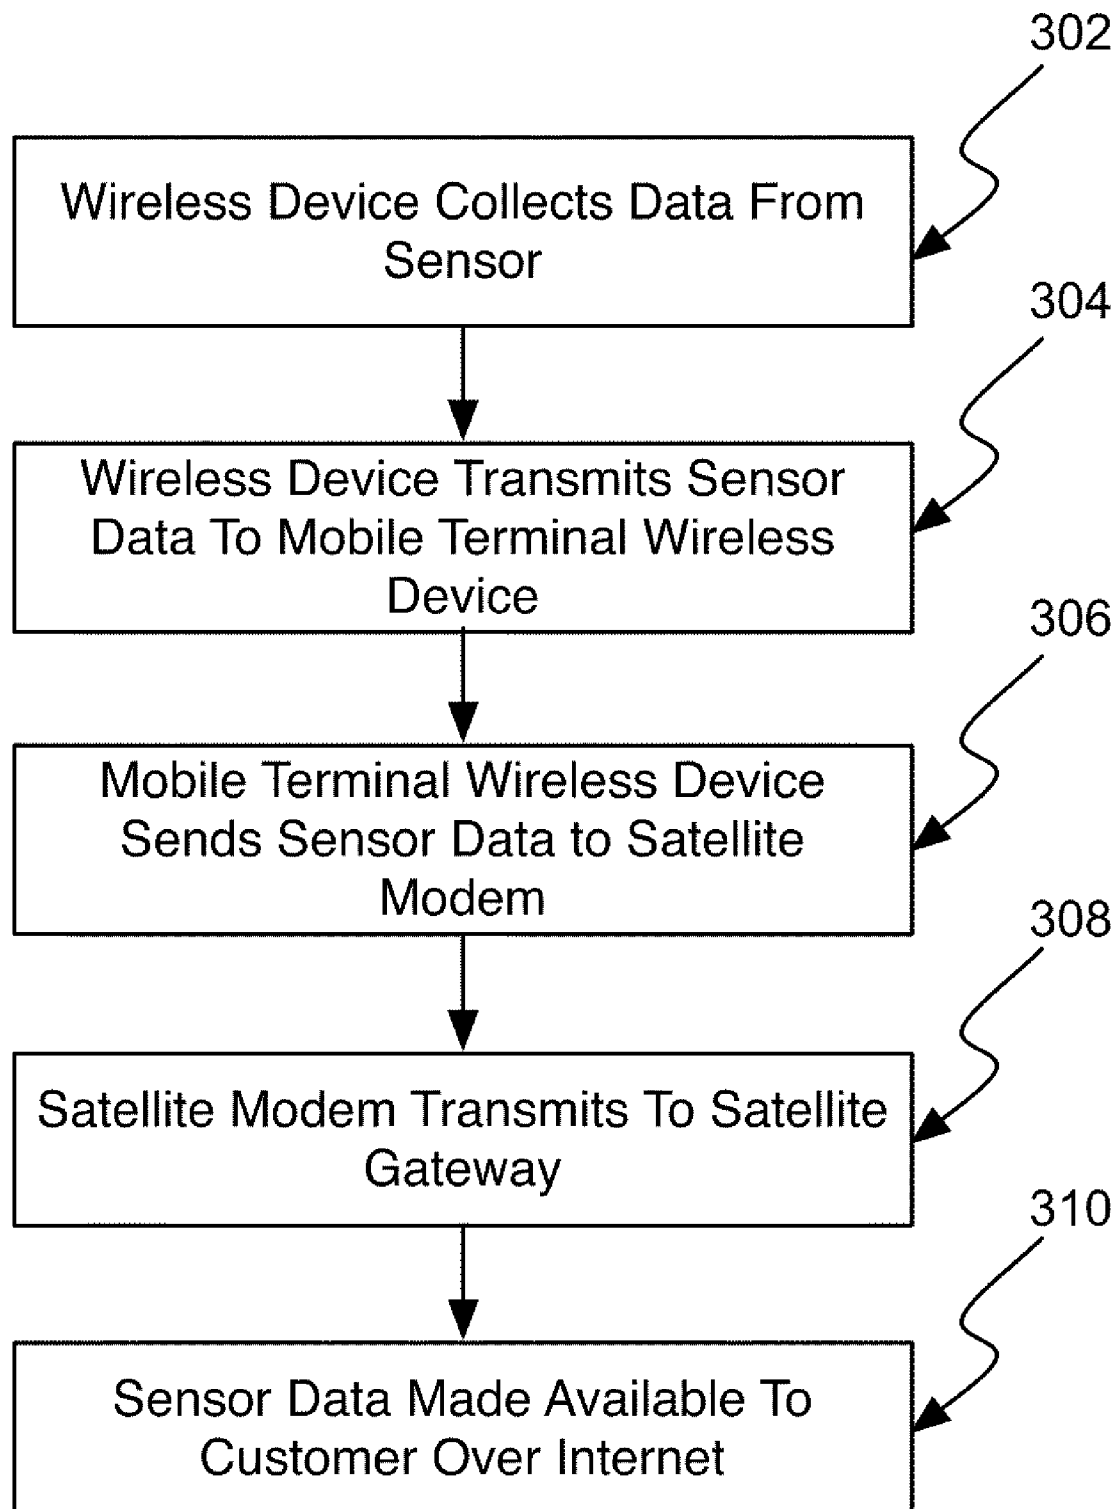 302
Wireless Device Collects Data From
Sensor
304
Wireless Device Transmits Sensor
Data To Mobile Terminal Wireless
Device
306
Mobile Terminal Wireless Device
Sends Sensor Data to Satellite
Modem
308
Satellite Modem Transmits To Satellite
Gateway
310
Sensor Data Made Available To
Customer Over Internet